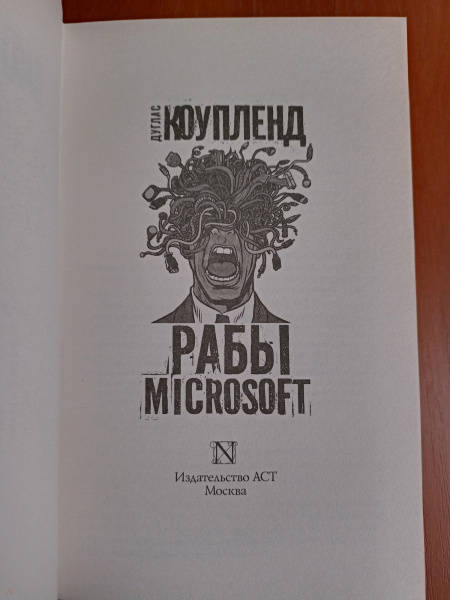 ДУГЛАС
КОУПЛЕНД
РАБЫ
MICROSOFT
N
Издательство АСТ
Москва